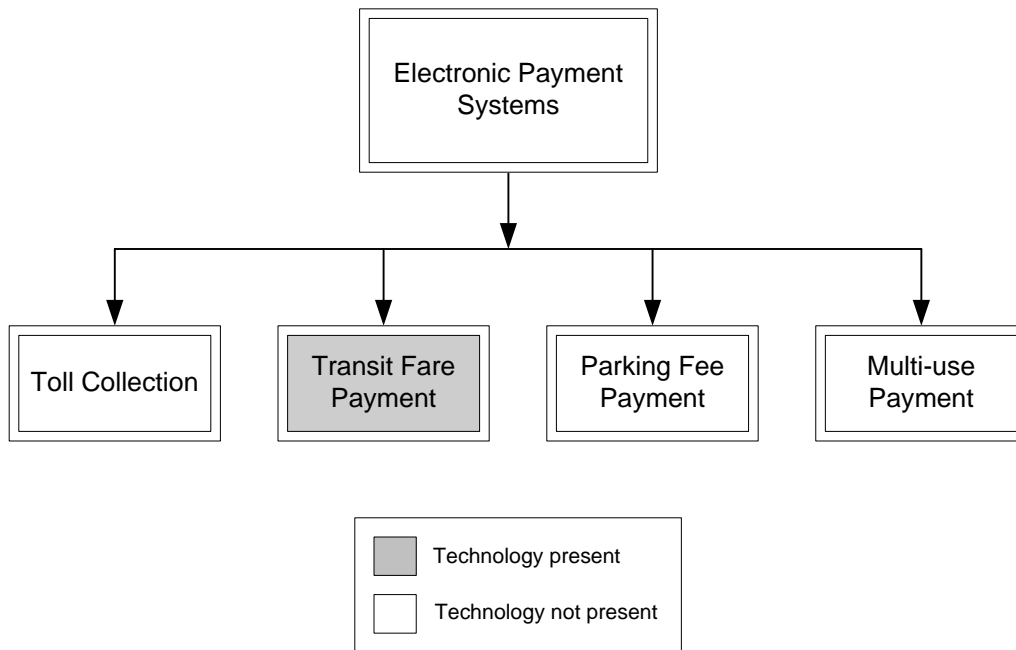 Electronic Payment
Systems
Toll Collection
Transit Fare
Payment
Parking Fee
Payment
Multi-use
Payment
Technology present
Technology not present